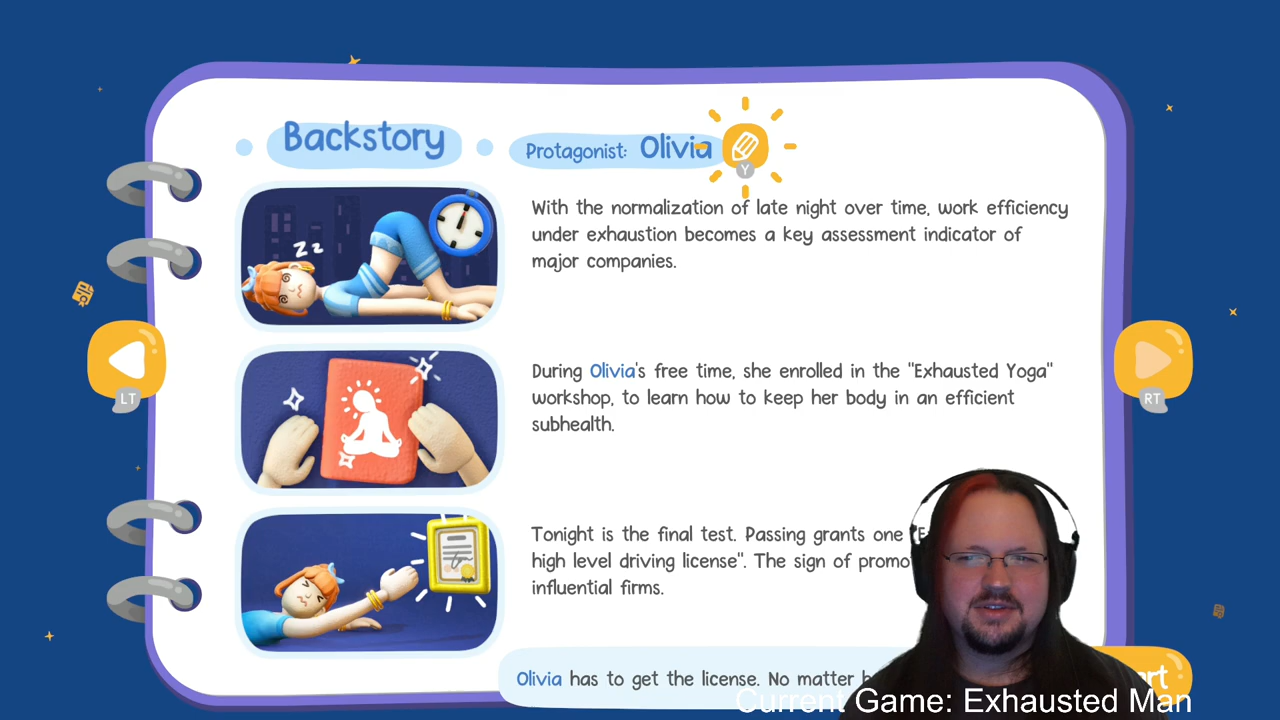 Backstory
Protagonist: Olivia
Y
With the normalization of late night over time, work efficiency
under exhaustion becomes a key assessment indicator of
major companies.
Z z
During Olivia's free time, she enrolled in the "Exhausted Yoga"
workshop, to learn how to keep her body in an efficient
subhealth.
LT
RT
Tonight is the final test. Passing grants one
high level driving license". The sign of promo
influential firms.
Olivia has to get the license. No matter
Current Game: Exhausted Man